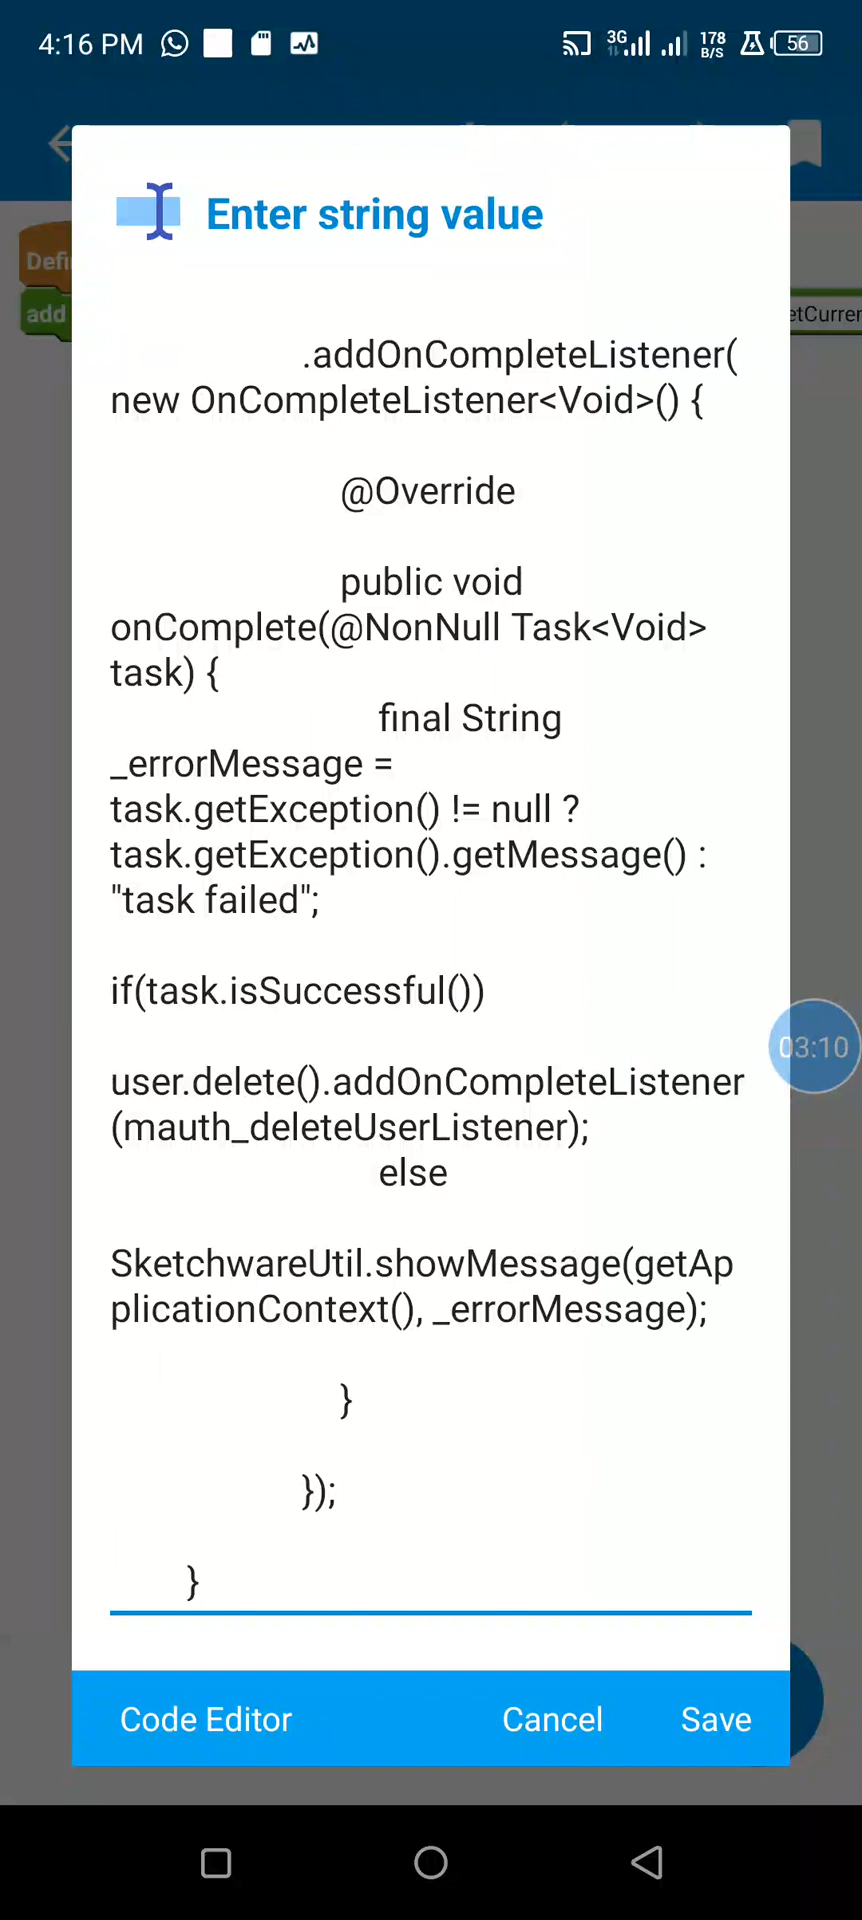 4:16 PM 3G 178 B/S 56
Enter string value
Defi
add
etCurrer
.addOnCompleteListener(
new OnCompleteListener<Void>() {
@Override
public void
onComplete(@NonNull Task<Void>
task) {
final String
_errorMessage =
task.getException() != null ?
task.getException().getMessage() :
"task failed";
if(task.isSuccessful())
03:10
user.delete().addOnCompleteListener
(mauth_deleteUserListener);
else
SketchwareUtil.showMessage(getAp
plicationContext(), _errorMessage);
}
});
}
Code Editor Cancel Save